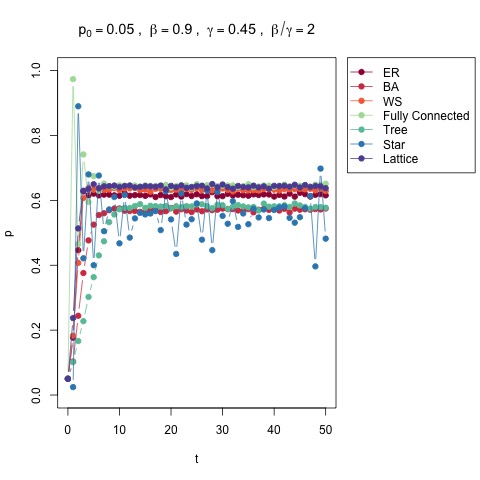 p₀ = 0.05 , β = 0.9 , γ = 0.45 , β/γ = 2
1.0
0.8
0.6
0.4
0.2
0.0
p
0 10 20 30 40 50
t
ER
BA
WS
Fully Connected
Tree
Star
Lattice